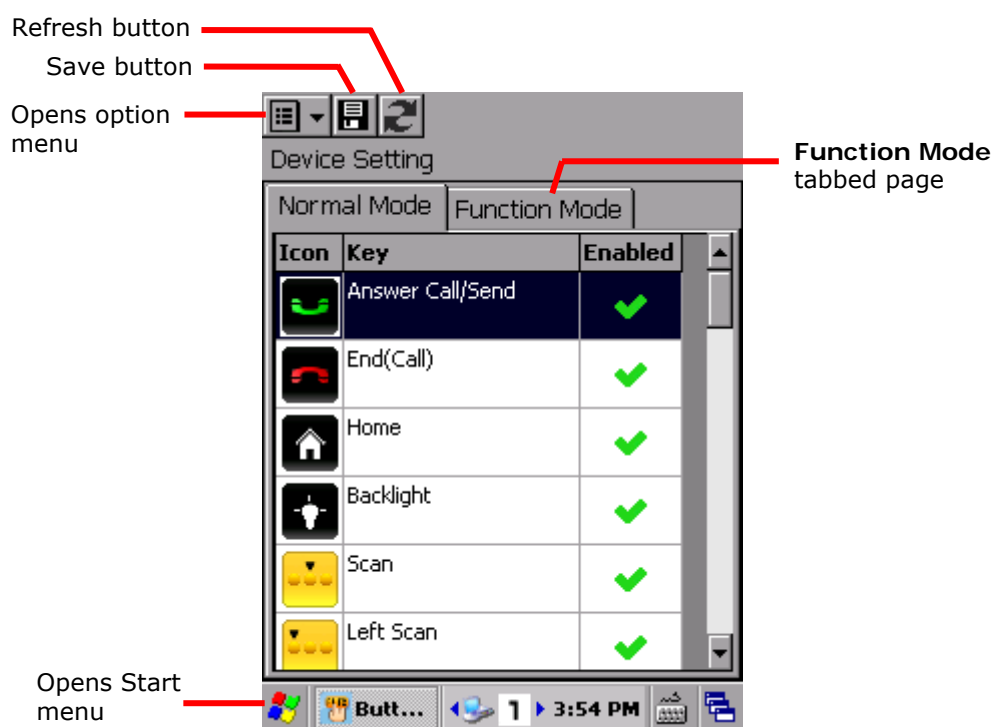 Refresh button
Save button
Opens option
menu
Device Setting
Function Mode
tabbed page
Normal Mode
Function Mode
Icon
Key
Enabled
Answer Call/Send
End(Call)
Home
Backlight
Scan
Left Scan
Opens Start
menu
Butt...
1
3:54 PM